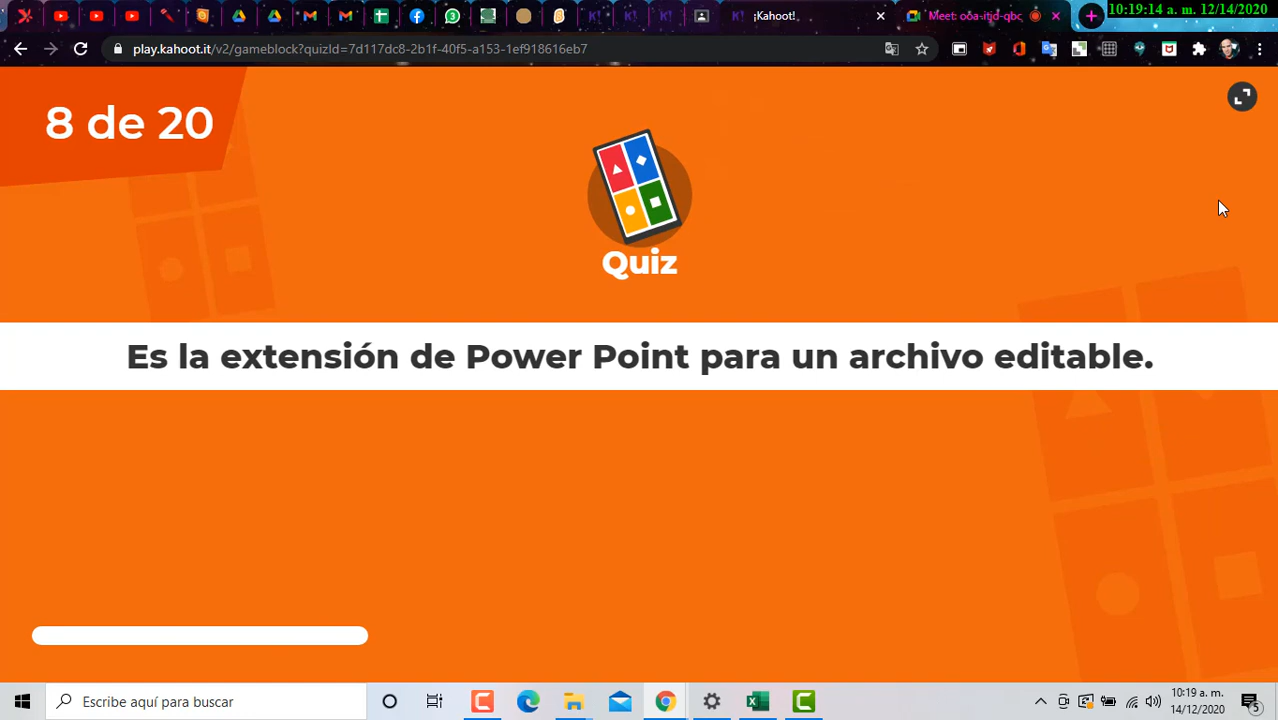 ¡Kahoot!
Meet: ooa-itjd-qbc
10:19:14 a. m. 12/14/2020
play.kahoot.it/v2/gameblock?quizId=7d117dc8-2b1f-40f5-a153-1ef918616eb7
8 de 20
Quiz
Es la extensión de Power Point para un archivo editable.
Escribe aquí para buscar
10:19 a. m.
14/12/2020
5